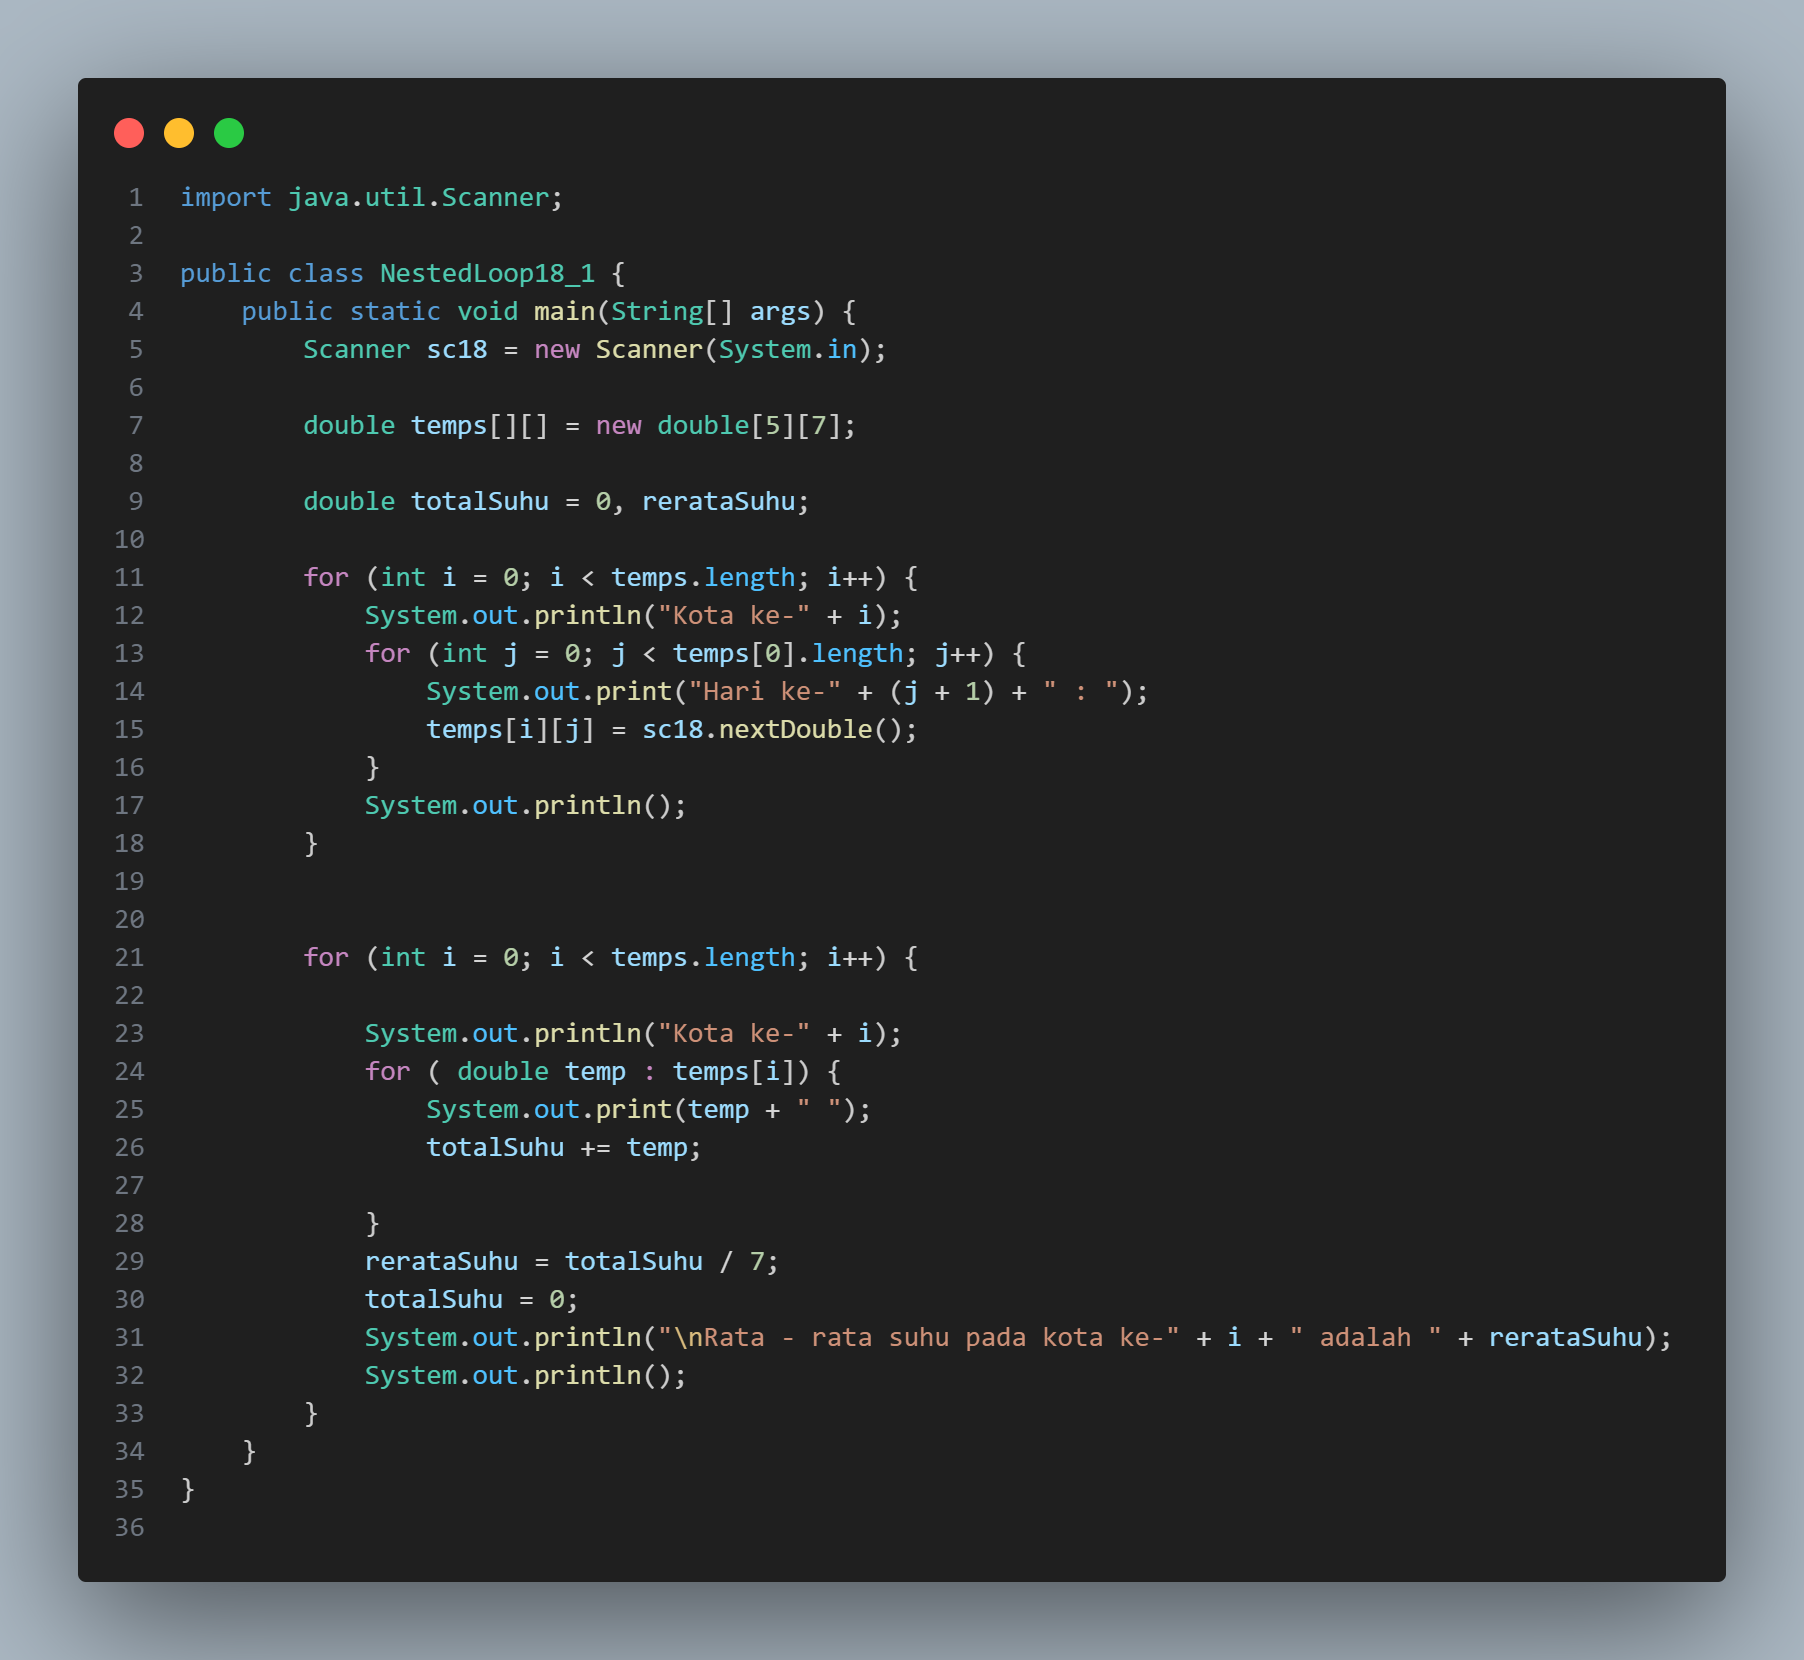 1 import java.util.Scanner;
2
3 public class NestedLoop18_1 {
4     public static void main(String[] args) {
5         Scanner sc18 = new Scanner(System.in);
6
7         double temps[][] = new double[5][7];
8
9         double totalSuhu = 0, rerataSuhu;
10
11         for (int i = 0; i < temps.length; i++) {
12             System.out.println("Kota ke-" + i);
13             for (int j = 0; j < temps[0].length; j++) {
14                 System.out.print("Hari ke-" + (j + 1) + " : ");
15                 temps[i][j] = sc18.nextDouble();
16             }
17             System.out.println();
18         }
19
20
21         for (int i = 0; i < temps.length; i++) {
22
23             System.out.println("Kota ke-" + i);
24             for ( double temp : temps[i]) {
25                 System.out.print(temp + " ");
26                 totalSuhu += temp;
27
28             }
29             rerataSuhu = totalSuhu / 7;
30             totalSuhu = 0;
31             System.out.println("\nRata - rata suhu pada kota ke-" + i + " adalah " + rerataSuhu);
32             System.out.println();
33         }
34     }
35 }
36